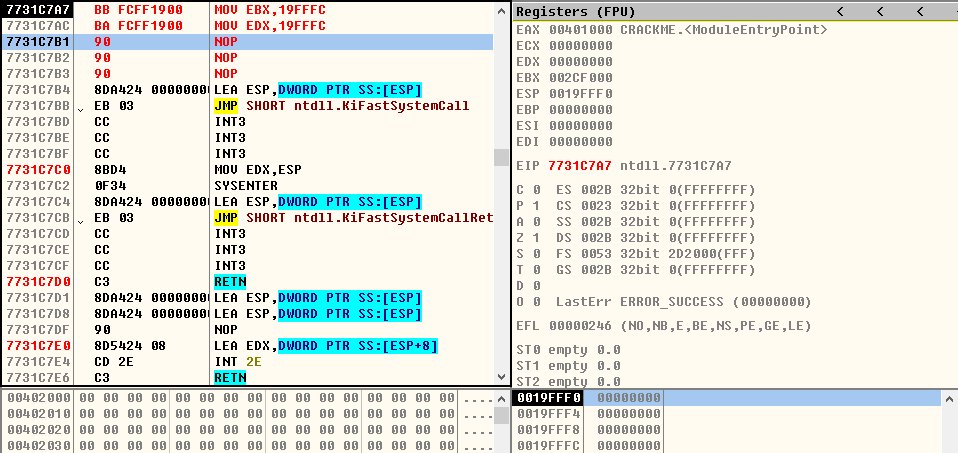 7731C7A7 BB FCFF1900 MOV EBX,19FFFC
7731C7AC BA FCFF1900 MOV EDX,19FFFC
7731C7B1 90 NOP
7731C7B2 90 NOP
7731C7B3 90 NOP
7731C7B4 8DA424 0000000 LEA ESP,DWORD PTR SS:[ESP]
7731C7BB EB 03 JMP SHORT ntdll.KiFastSystemCall
7731C7BD CC INT3
7731C7BE CC INT3
7731C7BF CC INT3
7731C7C0 8BD4 MOV EDX,ESP
7731C7C2 0F34 SYSENTER
7731C7C4 8DA424 0000000 LEA ESP,DWORD PTR SS:[ESP]
7731C7CB EB 03 JMP SHORT ntdll.KiFastSystemCallRet
7731C7CD CC INT3
7731C7CE CC INT3
7731C7CF CC INT3
7731C7D0 C3 RETN
7731C7D1 8DA424 0000000 LEA ESP,DWORD PTR SS:[ESP]
7731C7D8 8DA424 0000000 LEA ESP,DWORD PTR SS:[ESP]
7731C7DF 90 NOP
7731C7E0 8D5424 08 LEA EDX,DWORD PTR SS:[ESP+8]
7731C7E4 CD 2E INT 2E
7731C7E6 C3 RETN
Registers (FPU) < < <
EAX 00401000 CRACKME.<ModuleEntryPoint>
ECX 00000000
EDX 00000000
EBX 002CF000
ESP 0019FFF0
EBP 00000000
ESI 00000000
EDI 00000000
EIP 7731C7A7 ntdll.7731C7A7
C 0 ES 002B 32bit 0(FFFFFFFF)
P 1 CS 0023 32bit 0(FFFFFFFF)
A 0 SS 002B 32bit 0(FFFFFFFF)
Z 1 DS 002B 32bit 0(FFFFFFFF)
S 0 FS 0053 32bit 2D2000(FFF)
T 0 GS 002B 32bit 0(FFFFFFFF)
D 0
O 0 LastErr ERROR_SUCCESS (00000000)
EFL 00000246 (NO,NB,E,BE,NS,PE,GE,LE)
ST0 empty 0.0
ST1 empty 0.0
ST2 empty 0.0
00402000 00 00 00 00 00 00 00 00 00 00 00 00 00 00 00 00 ....
00402010 00 00 00 00 00 00 00 00 00 00 00 00 00 00 00 00 ....
00402020 00 00 00 00 00 00 00 00 00 00 00 00 00 00 00 00 ....
00402030 00 00 00 00 00 00 00 00 00 00 00 00 00 00 00 00 ....
0019FFF0 00000000
0019FFF4 00000000
0019FFF8 00000000
0019FFFC 00000000